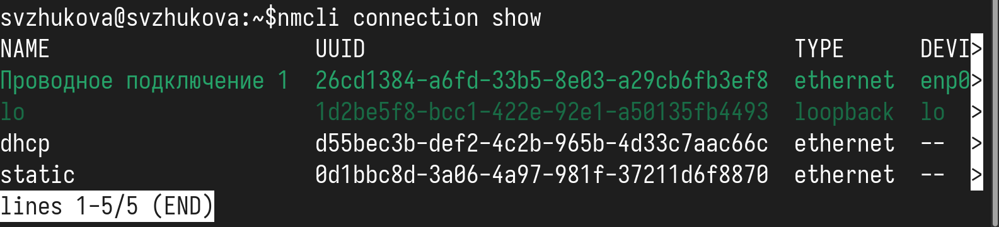 svzhukova@svzhukova:~$nmcli connection show
NAME UUID TYPE DEVI>
Проводное подключение 1 26cd1384-a6fd-33b5-8e03-a29cb6fb3ef8 ethernet enp0>
lo 1d2be5f8-bcc1-422e-92e1-a50135fb4493 loopback lo >
dhcp d55bec3b-def2-4c2b-965b-4d33c7aac66c ethernet -- >
static 0d1bbc8d-3a06-4a97-981f-37211d6f8870 ethernet -- >
lines 1-5/5 (END)